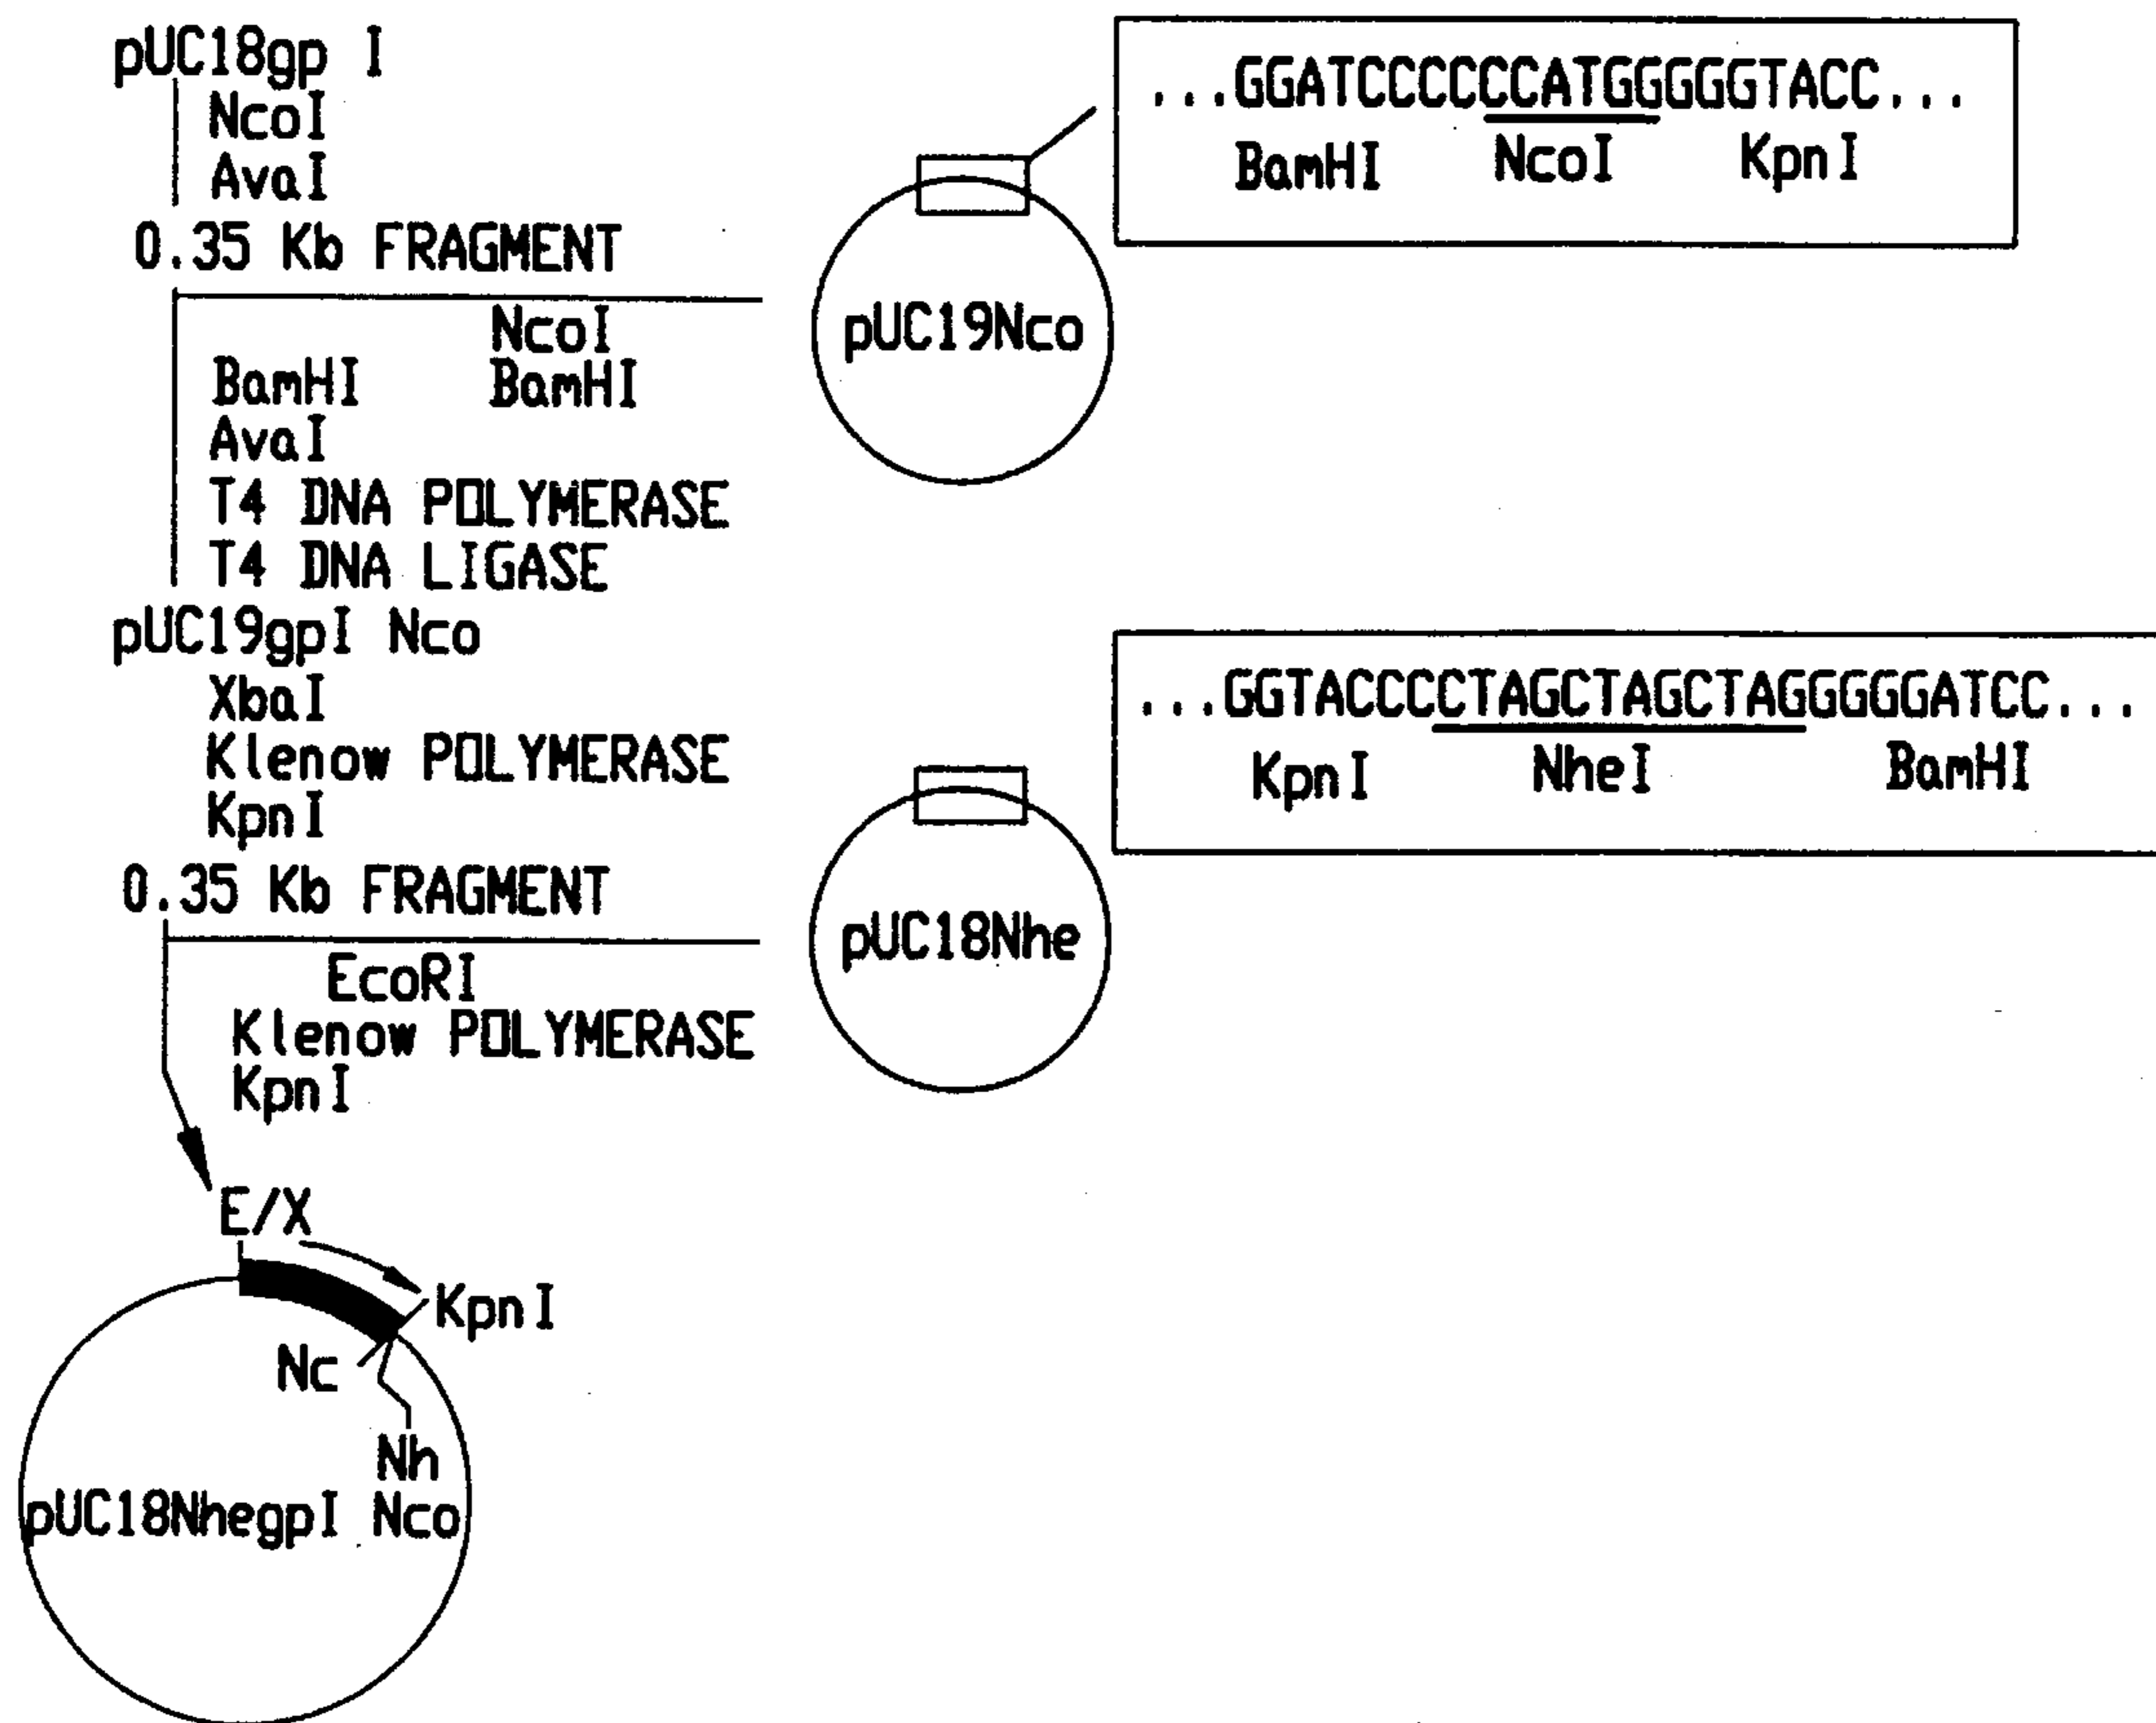 pUC18gp I
NcoI
AvaI
0.35 Kb FRAGMENT
...GGATCCCCCCCATGGGGGGTACC...
BamHI NcoI KpnI
pUC19Nco
NcoI
BamHI BamHI
AvaI
T4 DNA POLYMERASE
T4 DNA LIGASE
pUC19gpI Nco
XbaI
Klenow POLYMERASE
KpnI
0.35 Kb FRAGMENT
...GGTACCCCCTAGCTAGCTAGGGGGGATCC...
KpnI NheI BamHI
pUC18Nhe
EcoRI
Klenow POLYMERASE
KpnI
E/X
KpnI
Nc
Nh
pUC18NhegpI Nco